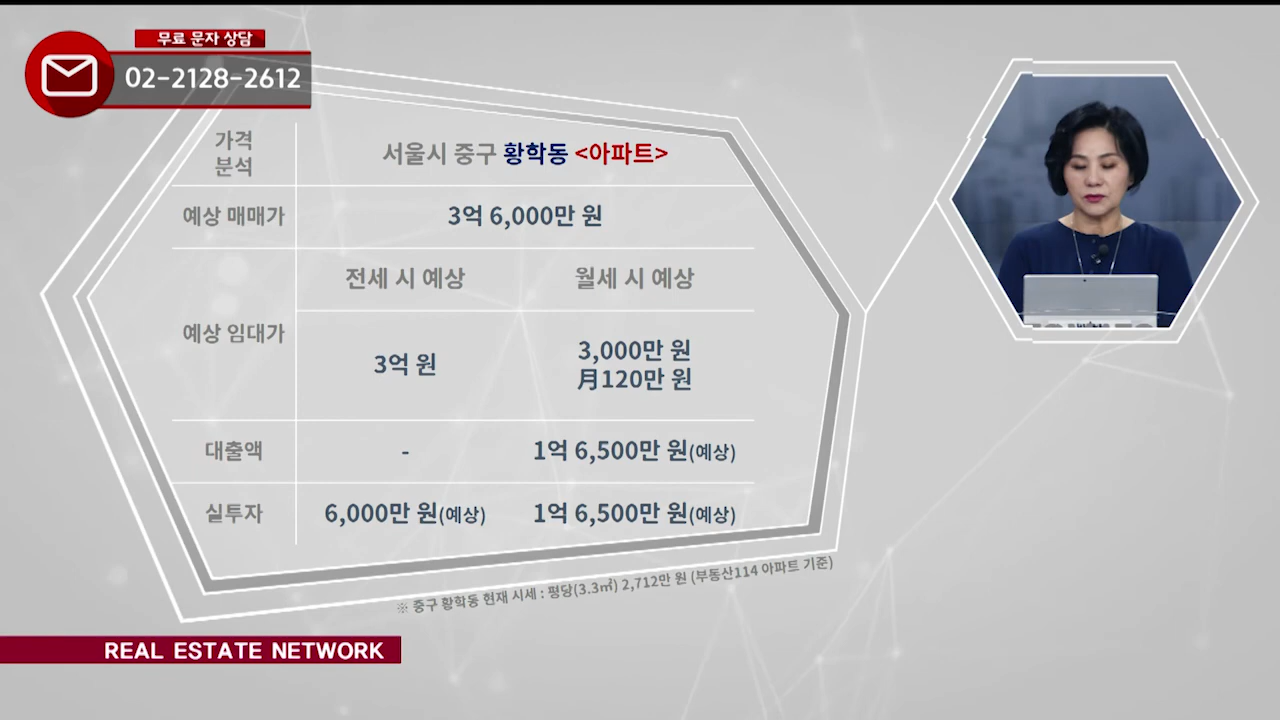 무료 문자 상담
02-2128-2612
가격
분석
서울시 중구 황학동 <아파트>
예상 매매가
3억 6,000만 원
예상 임대가
전세 시 예상
월세 시 예상
3억 원
3,000만 원
月120만 원
대출액
-
1억 6,500만 원(예상)
실투자
6,000만 원(예상)
1억 6,500만 원(예상)
※ 중구 황학동 현재 시세 : 평당(3.3㎡) 2,712만 원 (부동산114 아파트 기준)
REAL ESTATE NETWORK